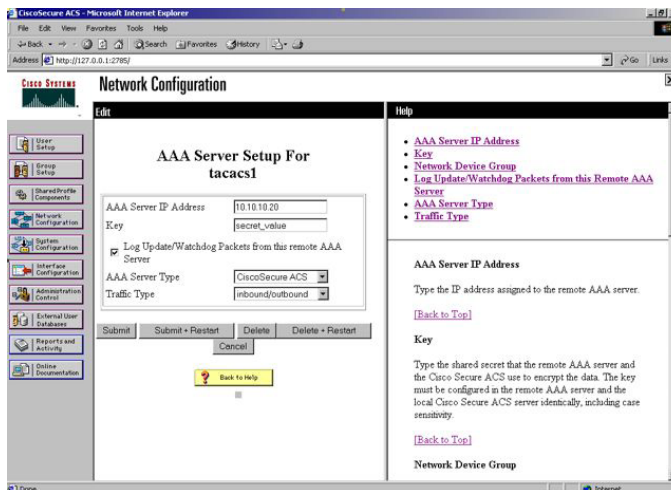 CiscoSecure ACS - Microsoft Internet Explorer
File Edit View Favorites Tools Help
Back Search Favorites History
Address http://127.0.0.1:2785/ Go Links
CISCO SYSTEMS
Network Configuration
User Setup
Group Setup
Shared Profile Components
Network Configuration
System Configuration
Interface Configuration
Administration Control
External User Databases
Reports and Activity
Online Documentation
Edit
AAA Server Setup For
tacacs1
AAA Server IP Address 10.10.10.20
Key secret_value
Log Update/Watchdog Packets from this remote AAA
Server
AAA Server Type CiscoSecure ACS
Traffic Type inbound/outbound
Submit Submit + Restart Delete Delete + Restart
Cancel
? Back to Help
Help
• AAA Server IP Address
• Key
• Network Device Group
• Log Update/Watchdog Packets from this Remote AAA
Server
• AAA Server Type
• Traffic Type
AAA Server IP Address
Type the IP address assigned to the remote AAA server.
[Back to Top]
Key
Type the shared secret that the remote AAA server and
the Cisco Secure ACS use to encrypt the data. The key
must be configured in the remote AAA server and the
local Cisco Secure ACS server identically, including case
sensitivity.
[Back to Top]
Network Device Group
Done Internet